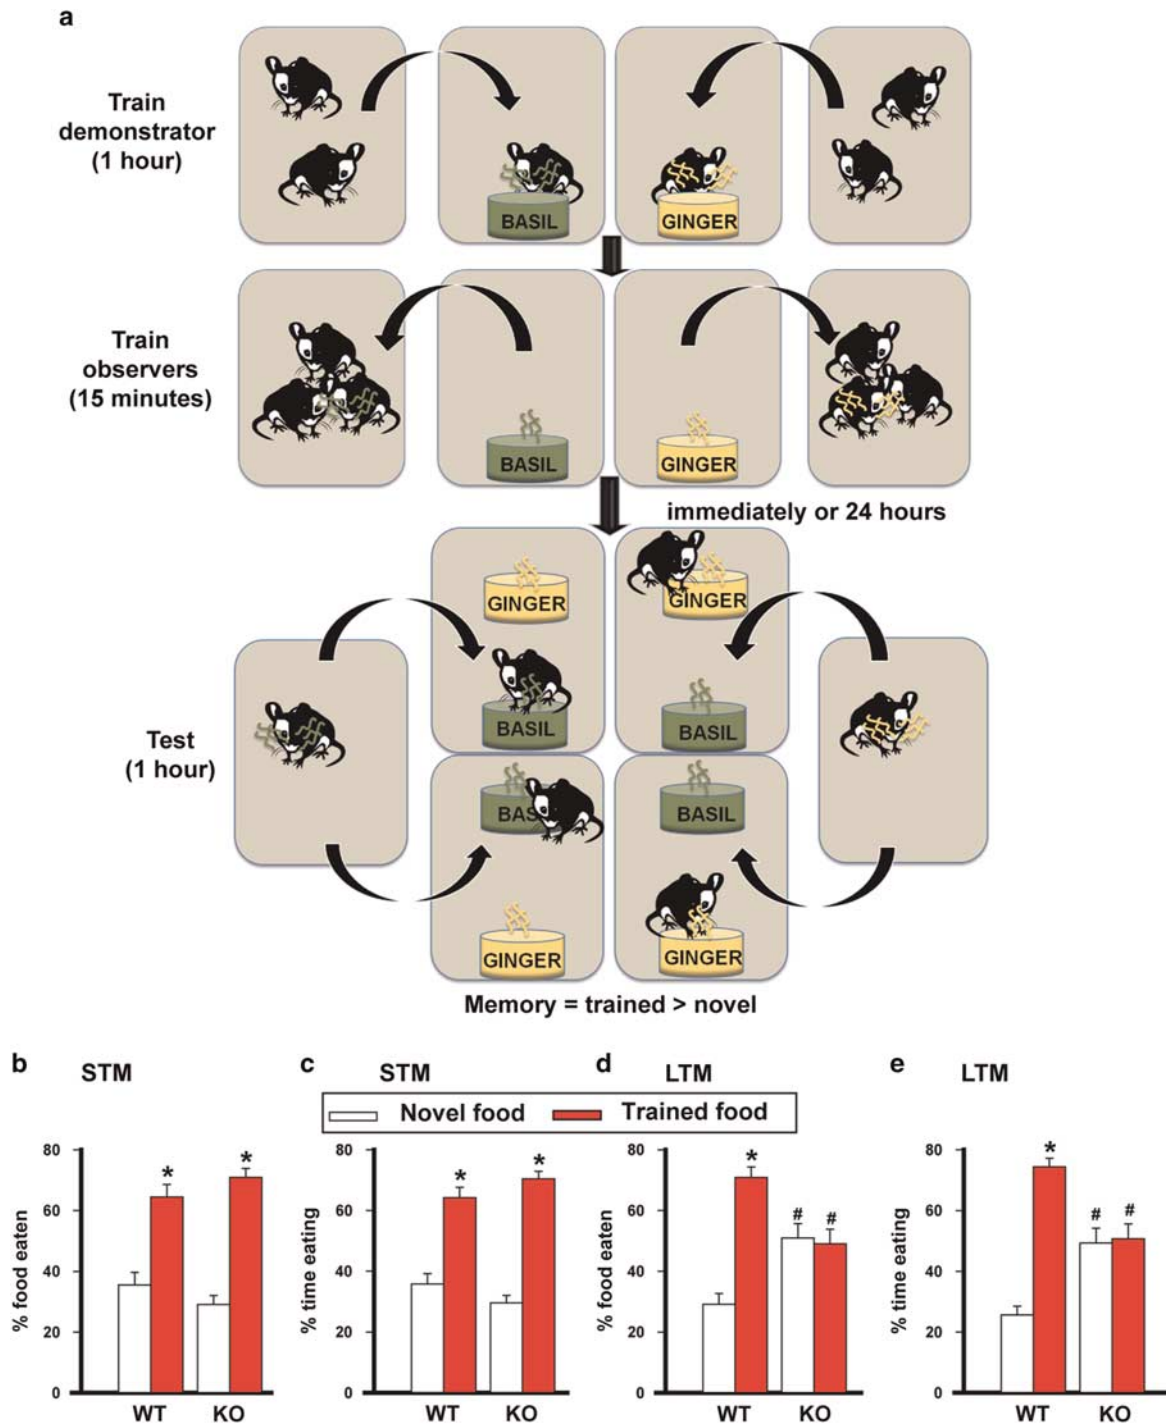 a
Train
demonstrator
(1 hour)
BASIL
GINGER
Train
observers
(15 minutes)
BASIL
GINGER
immediately or 24 hours
GINGER
GINGER
BASIL
BASIL
Test
(1 hour)
BAS
BASIL
GINGER
GINGER
Memory = trained > novel
b STM
c STM
d LTM
e LTM
Novel food
Trained food
% food eaten
80
60
40
20
0
*
*
WT KO
% time eating
80
60
40
20
0
*
*
WT KO
% food eaten
80
60
40
20
0
*
#
#
WT KO
% time eating
80
60
40
20
0
*
#
#
WT KO